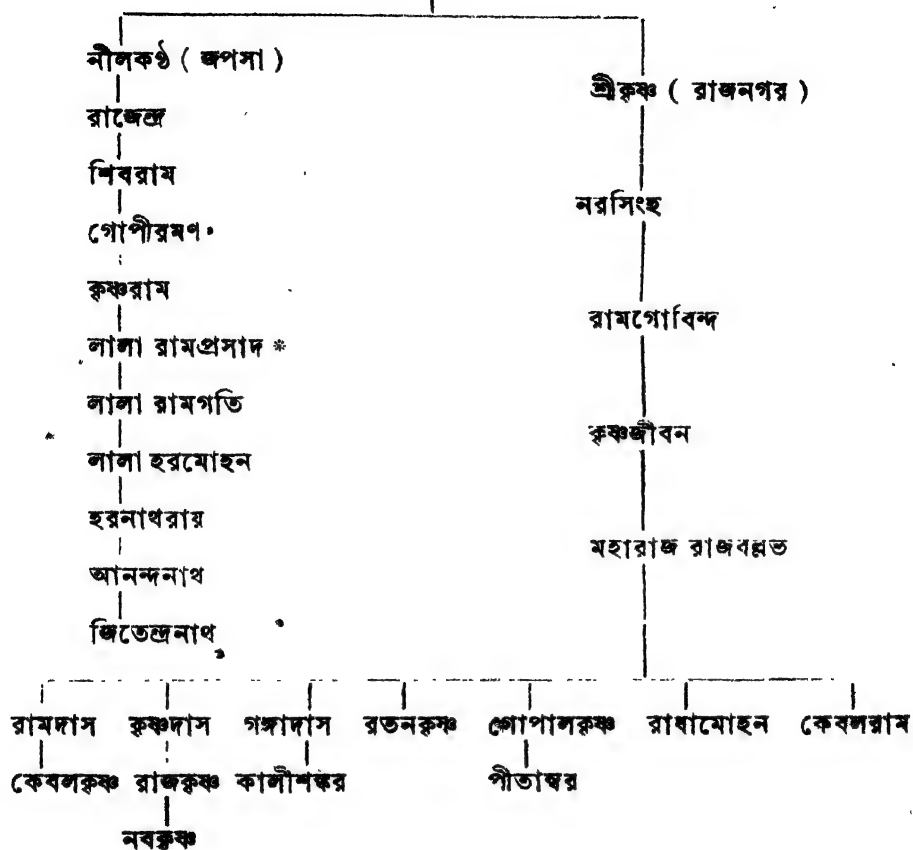 নীলকণ্ঠ ( জপসা )
শ্রীকৃষ্ণ ( রাজনগর )
রাজেন্দ্র
শিবরাম
নরসিংহ
গোপীরমণ
কৃষ্ণরাম
রামগোবিন্দ
লালা রামপ্রসাদ *
লালা রামগতি
কৃষ্ণজীবন
লালা হরমোহন
হরনাথরায়
মহারাজ রাজবল্লভ
আনন্দনাথ
জিতেন্দ্রনাথ
রামদাস কৃষ্ণদাস গঙ্গাদাস রতনকৃষ্ণ গোপালকৃষ্ণ রাধামোহন কেবলরাম
কেবলকৃষ্ণ রাজকৃষ্ণ কালীশঙ্কর পীতাম্বর
নবকৃষ্ণ